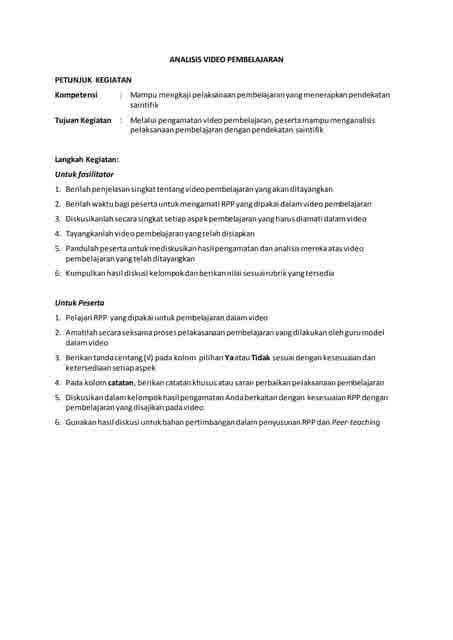 ANALISIS VIDEO PEMBELAJARAN
PETUNJUK KEGIATAN
Kompetensi : Mampu mengkaji pelaksanaan pembelajaran yang menerapkan pendekatan
saintifik
Tujuan Kegiatan : Melalui pengamatan video pembelajaran, peserta mampu menganalisis
pelaksanaan pembelajaran dengan pendekatan saintifik
Langkah Kegiatan:
Untuk fasilitator
1. Berilah penjelasan singkat tentang video pembelajaran yang akan ditayangkan
2. Berilah waktu bagi peserta untuk mengamati RPP yang dipakai dalam video pembelajaran
3. Diskusikanlah secara singkat setiap aspek pembelajaran yang harus diamati dalam video
4. Tayangkanlah video pembelajaran yang telah disiapkan
5. Pandulah peserta untuk mediskusikan hasil pengamatan dan analisis mereka atas video
pembelajaran yang telah ditayangkan
6. Kumpulkan hasil diskusi kelompok dan berikan nilai sesuai rubrik yang tersedia
Untuk Peserta
1. Pelajari RPP yang dipakai untuk pembelajaran dalam video
2. Amatilah secara seksama proses pelakasanaan pembelajaran yang dilakukan oleh guru model
dalam video
3. Berikan tanda centang (V) pada kolom pilihan Ya atau Tidak sesuai dengan kesesuaian dan
ketersediaan setiap aspek
4. Pada kolom catatan, berikan catatan khusus atau saran perbaikan pelaksanaan pembelajaran
5. Diskusikan dalam kelompok hasil pengamatan Anda berkaitan dengan kesesuaian RPP dengan
pembelajaran yang disajikan pada video
6. Gunakan hasil diskusi untuk bahan pertimbangan dalam penyusunan RPP dan Peer-teaching